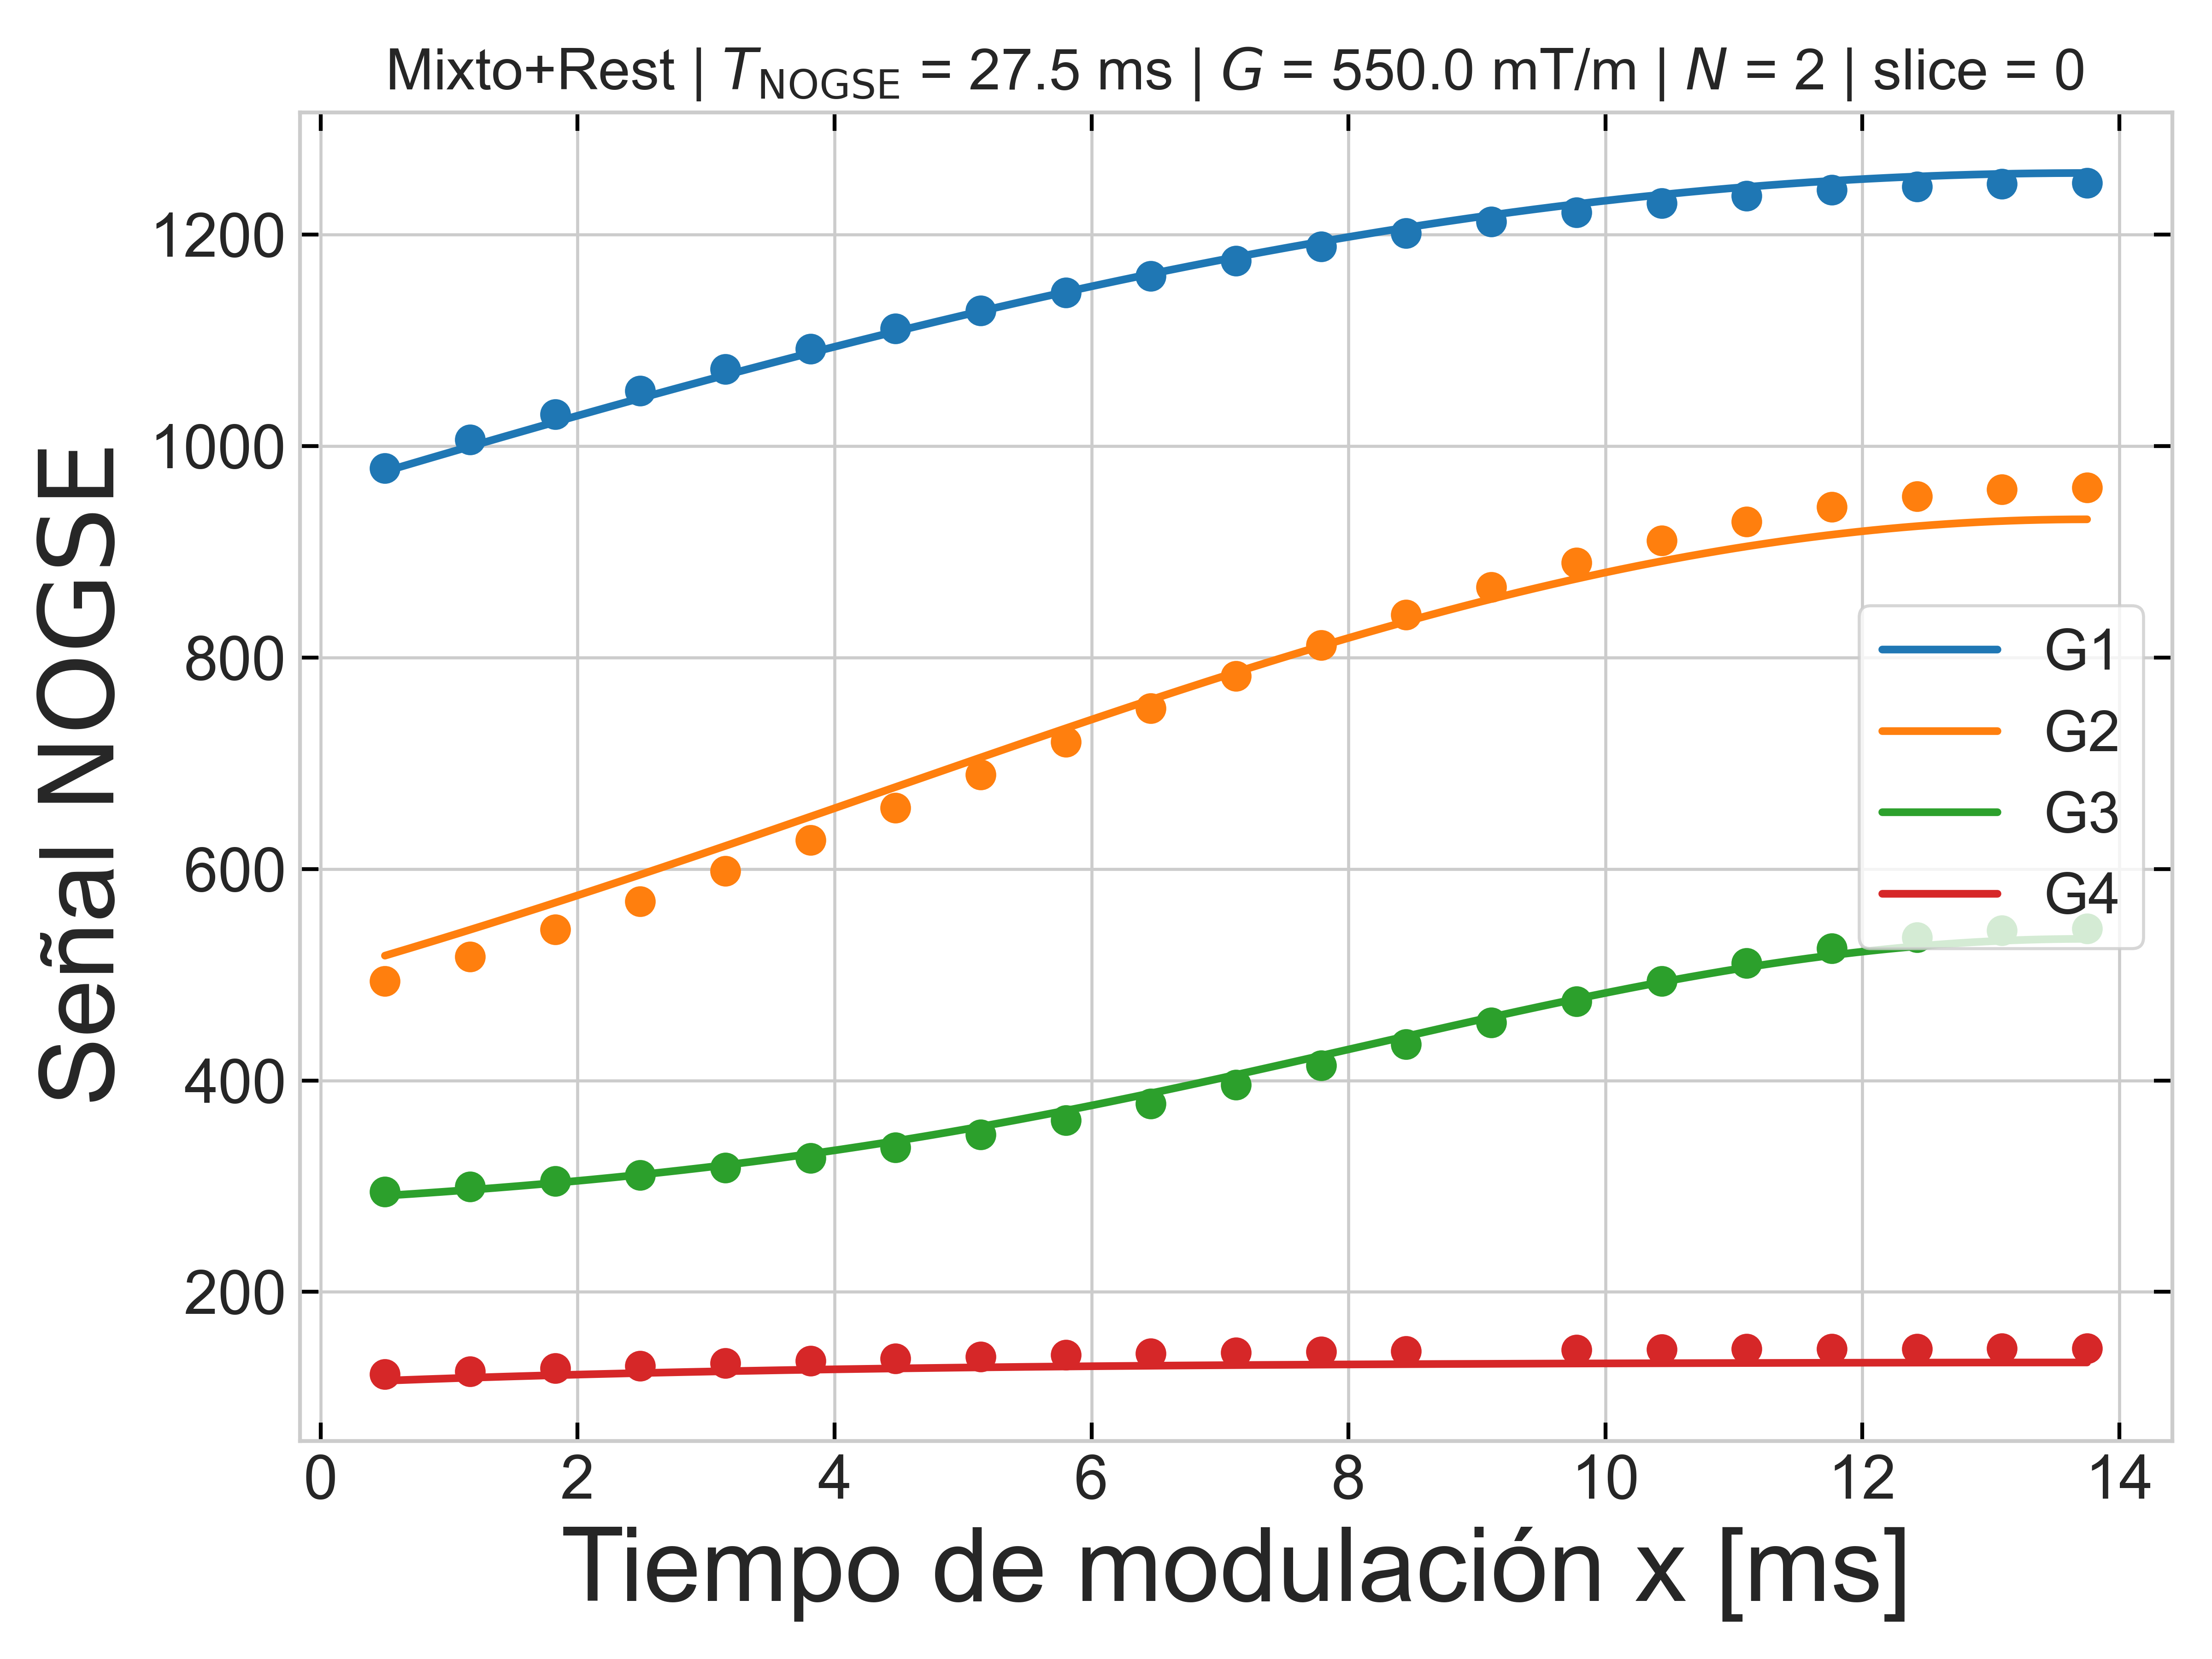 Mixto+Rest | T_NOGSE = 27.5 ms | G = 550.0 mT/m | N = 2 | slice = 0
Señal NOGSE
1200
1000
800
600
400
200
G1
G2
G3
G4
0 2 4 6 8 10 12 14
Tiempo de modulación x [ms]